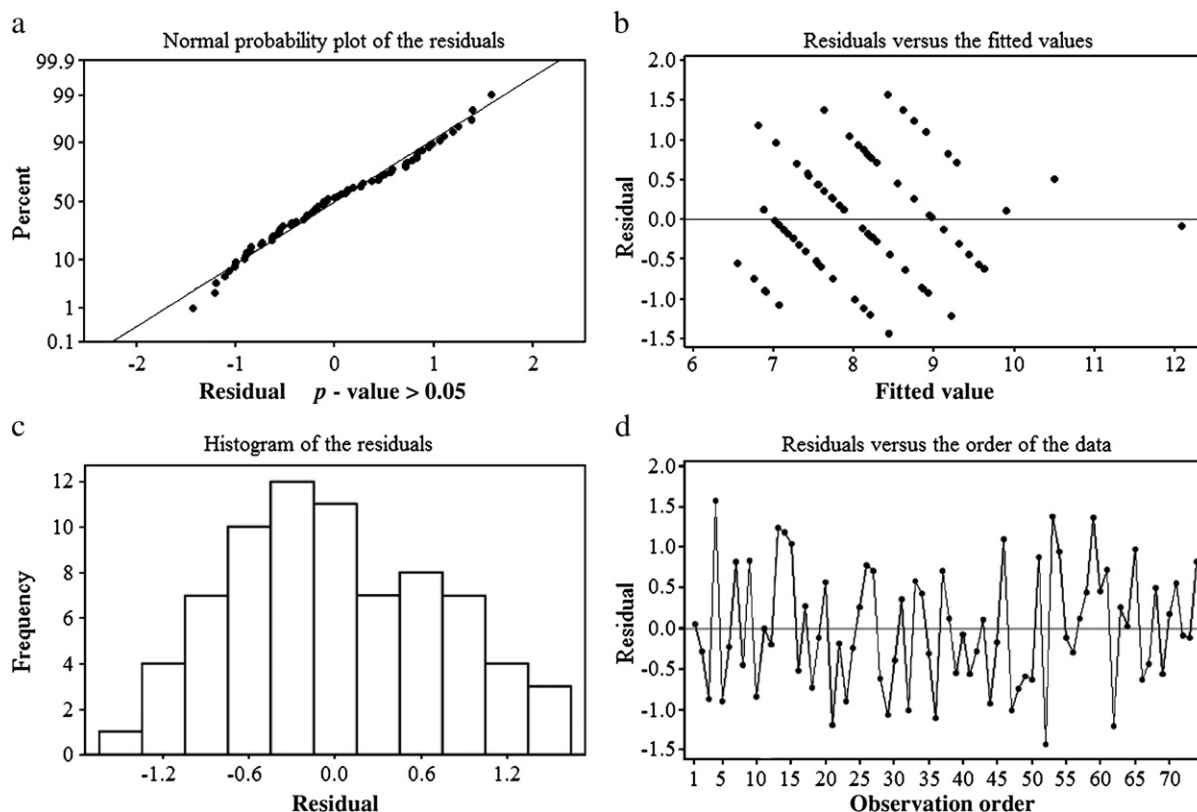 a
Normal probability plot of the residuals
99.9
99
90
50
10
1
0.1
Percent
-2 -1 0 1 2
Residual p - value > 0.05
b
Residuals versus the fitted values
2.0
1.5
1.0
0.5
0.0
-0.5
-1.0
-1.5
Residual
6 7 8 9 10 11 12
Fitted value
c
Histogram of the residuals
12
10
8
6
4
2
0
Frequency
-1.2 -0.6 0.0 0.6 1.2
Residual
d
Residuals versus the order of the data
2.0
1.5
1.0
0.5
0.0
-0.5
-1.0
-1.5
Residual
1 5 10 15 20 25 30 35 40 45 50 55 60 65 70
Observation order